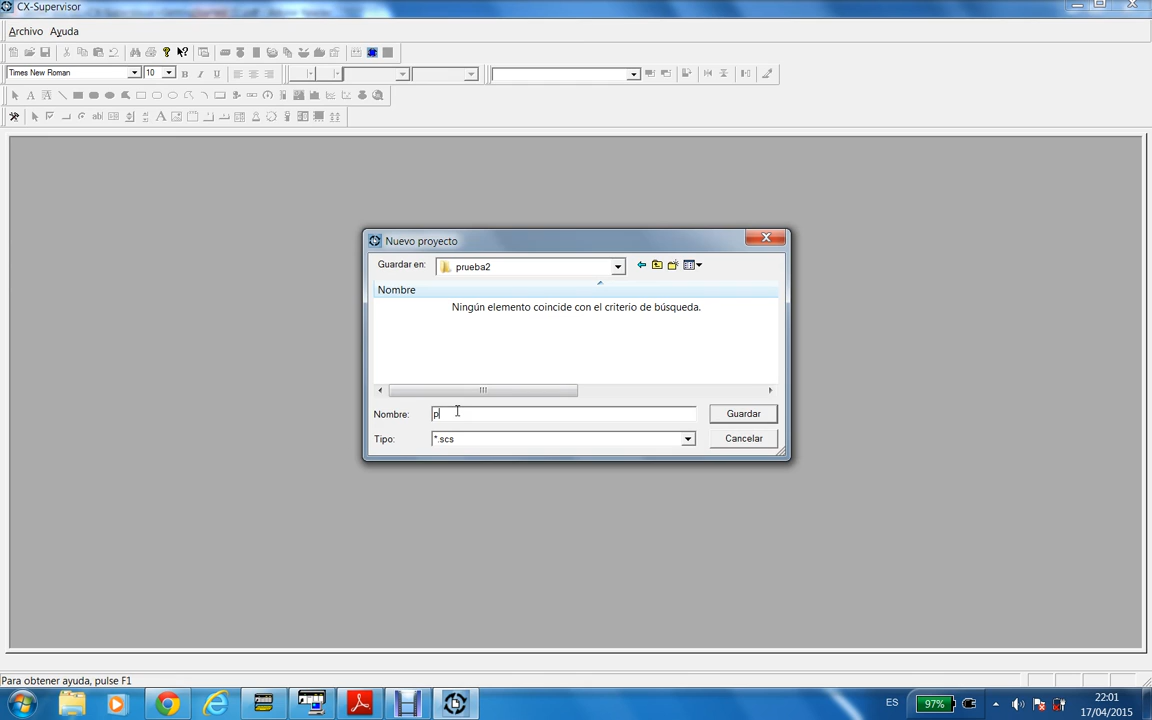 CX-Supervisor
Archivo Ayuda
Times New Roman 10
Nuevo proyecto
Guardar en: prueba2
Nombre
Ningún elemento coincide con el criterio de búsqueda.
Nombre: p Guardar
Tipo: *.scs Cancelar
Para obtener ayuda, pulse F1
ES 97% 22:01
17/04/2015